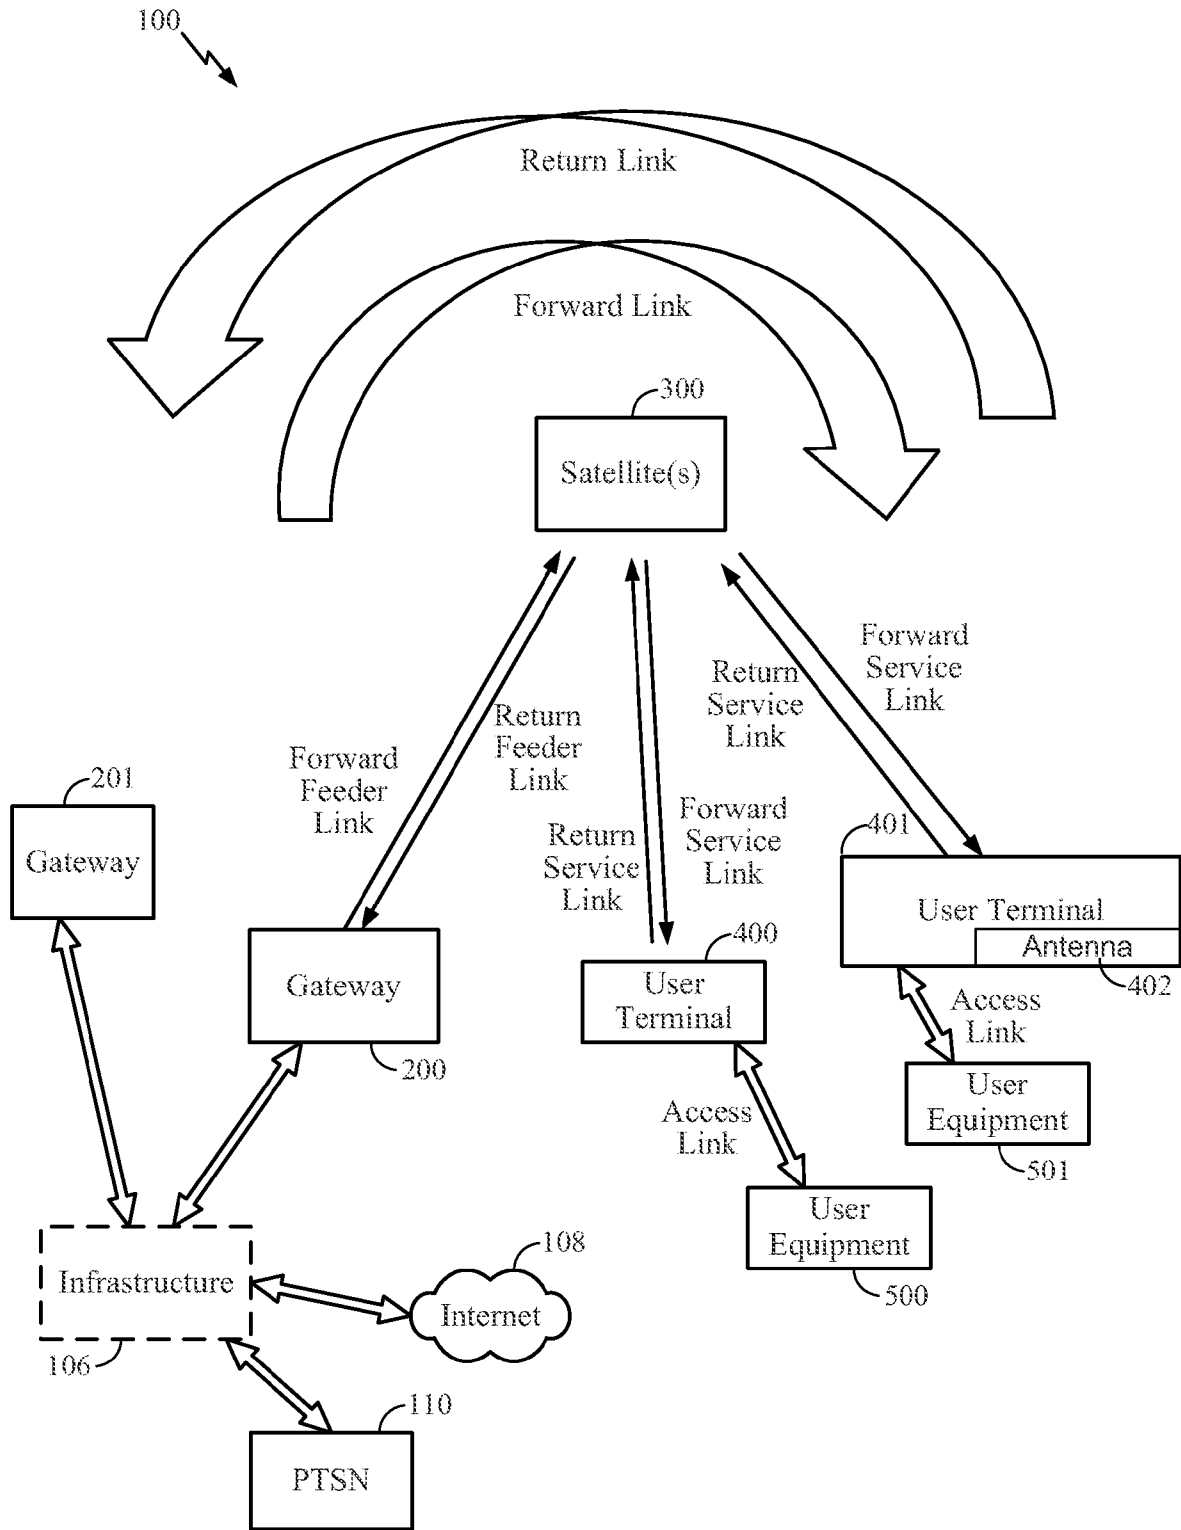 100
Return Link
Forward Link
300
Satellite(s)
Forward
Service
Link
Return
Service
Link
Return
Feeder
Link
Forward
Feeder
Link
201
Gateway
Return
Service
Link
Forward
Service
Link
401
User Terminal
Antenna
402
400
User
Terminal
Gateway
200
Access
Link
User
Equipment
501
Access
Link
User
Equipment
500
Infrastructure
106
108
Internet
110
PTSN